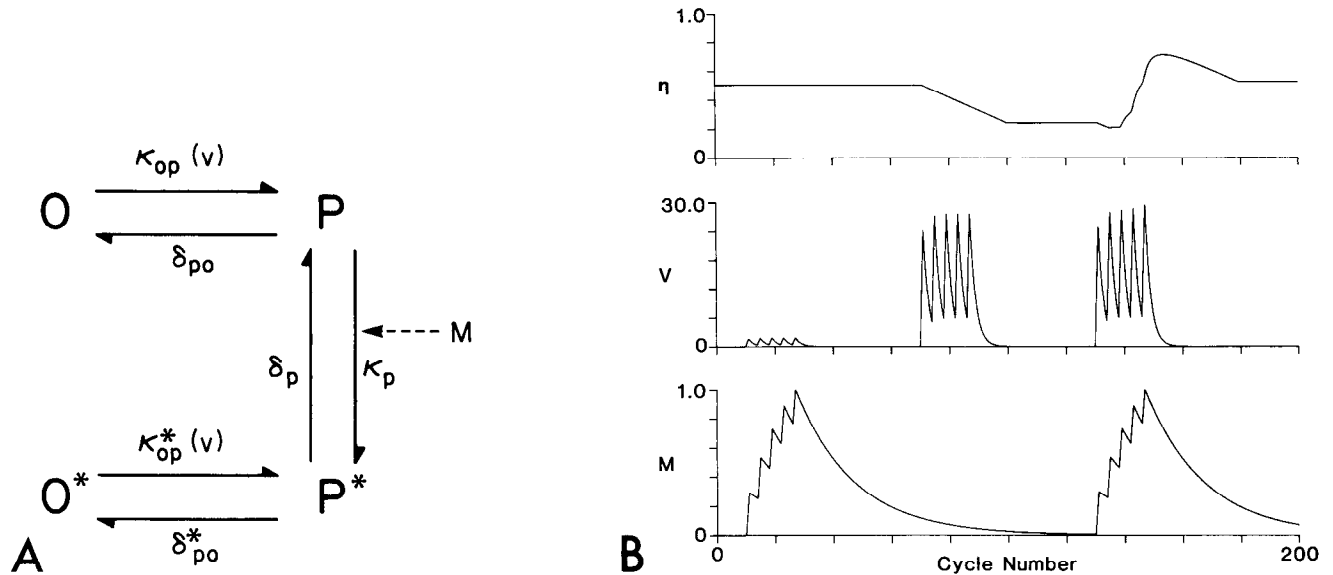 κop (v)
O P
δpo
M
δp κp
κ*op (v)
O* P*
δ*po
A
1.0
η
0
30.0
V
0
1.0
M
0
0 Cycle Number 200
B